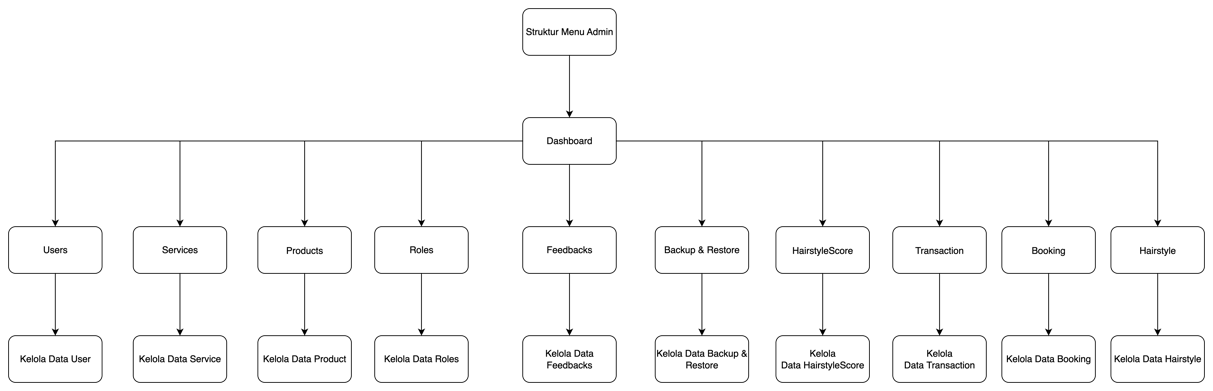 Struktur Menu Admin
Dashboard
Users
Services
Products
Roles
Feedbacks
Backup & Restore
HairstyleScore
Transaction
Booking
Hairstyle
Kelola Data User
Kelola Data Service
Kelola Data Product
Kelola Data Roles
Kelola Data
Feedbacks
Kelola Data Backup &
Restore
Kelola
Data HairstyleScore
Kelola
Data Transaction
Kelola Data Booking
Kelola Data Hairstyle